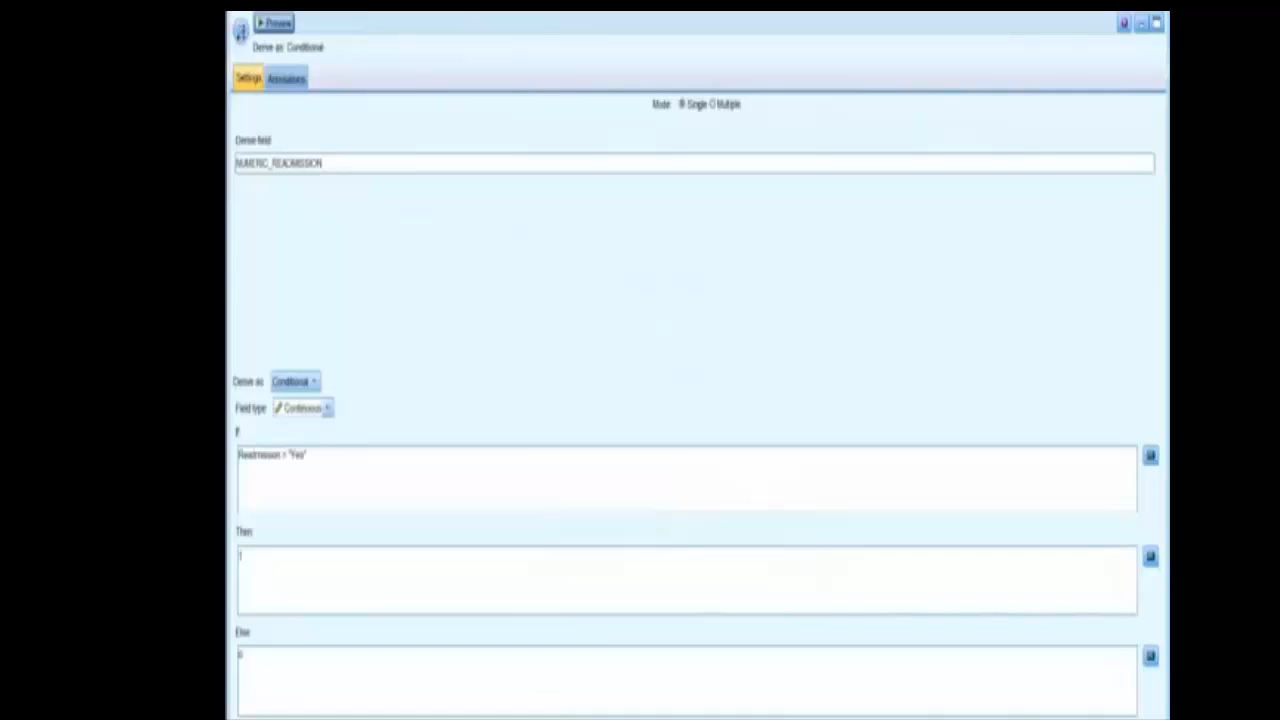 Preview
Derive as: Conditional
Settings Annotations
Mode: Single Multiple
Derive field:
NUMERIC_READMISSION
Derive as: Conditional
Field type: Continuous
If:
Readmission = "Yes"
Then:
1
Else:
0